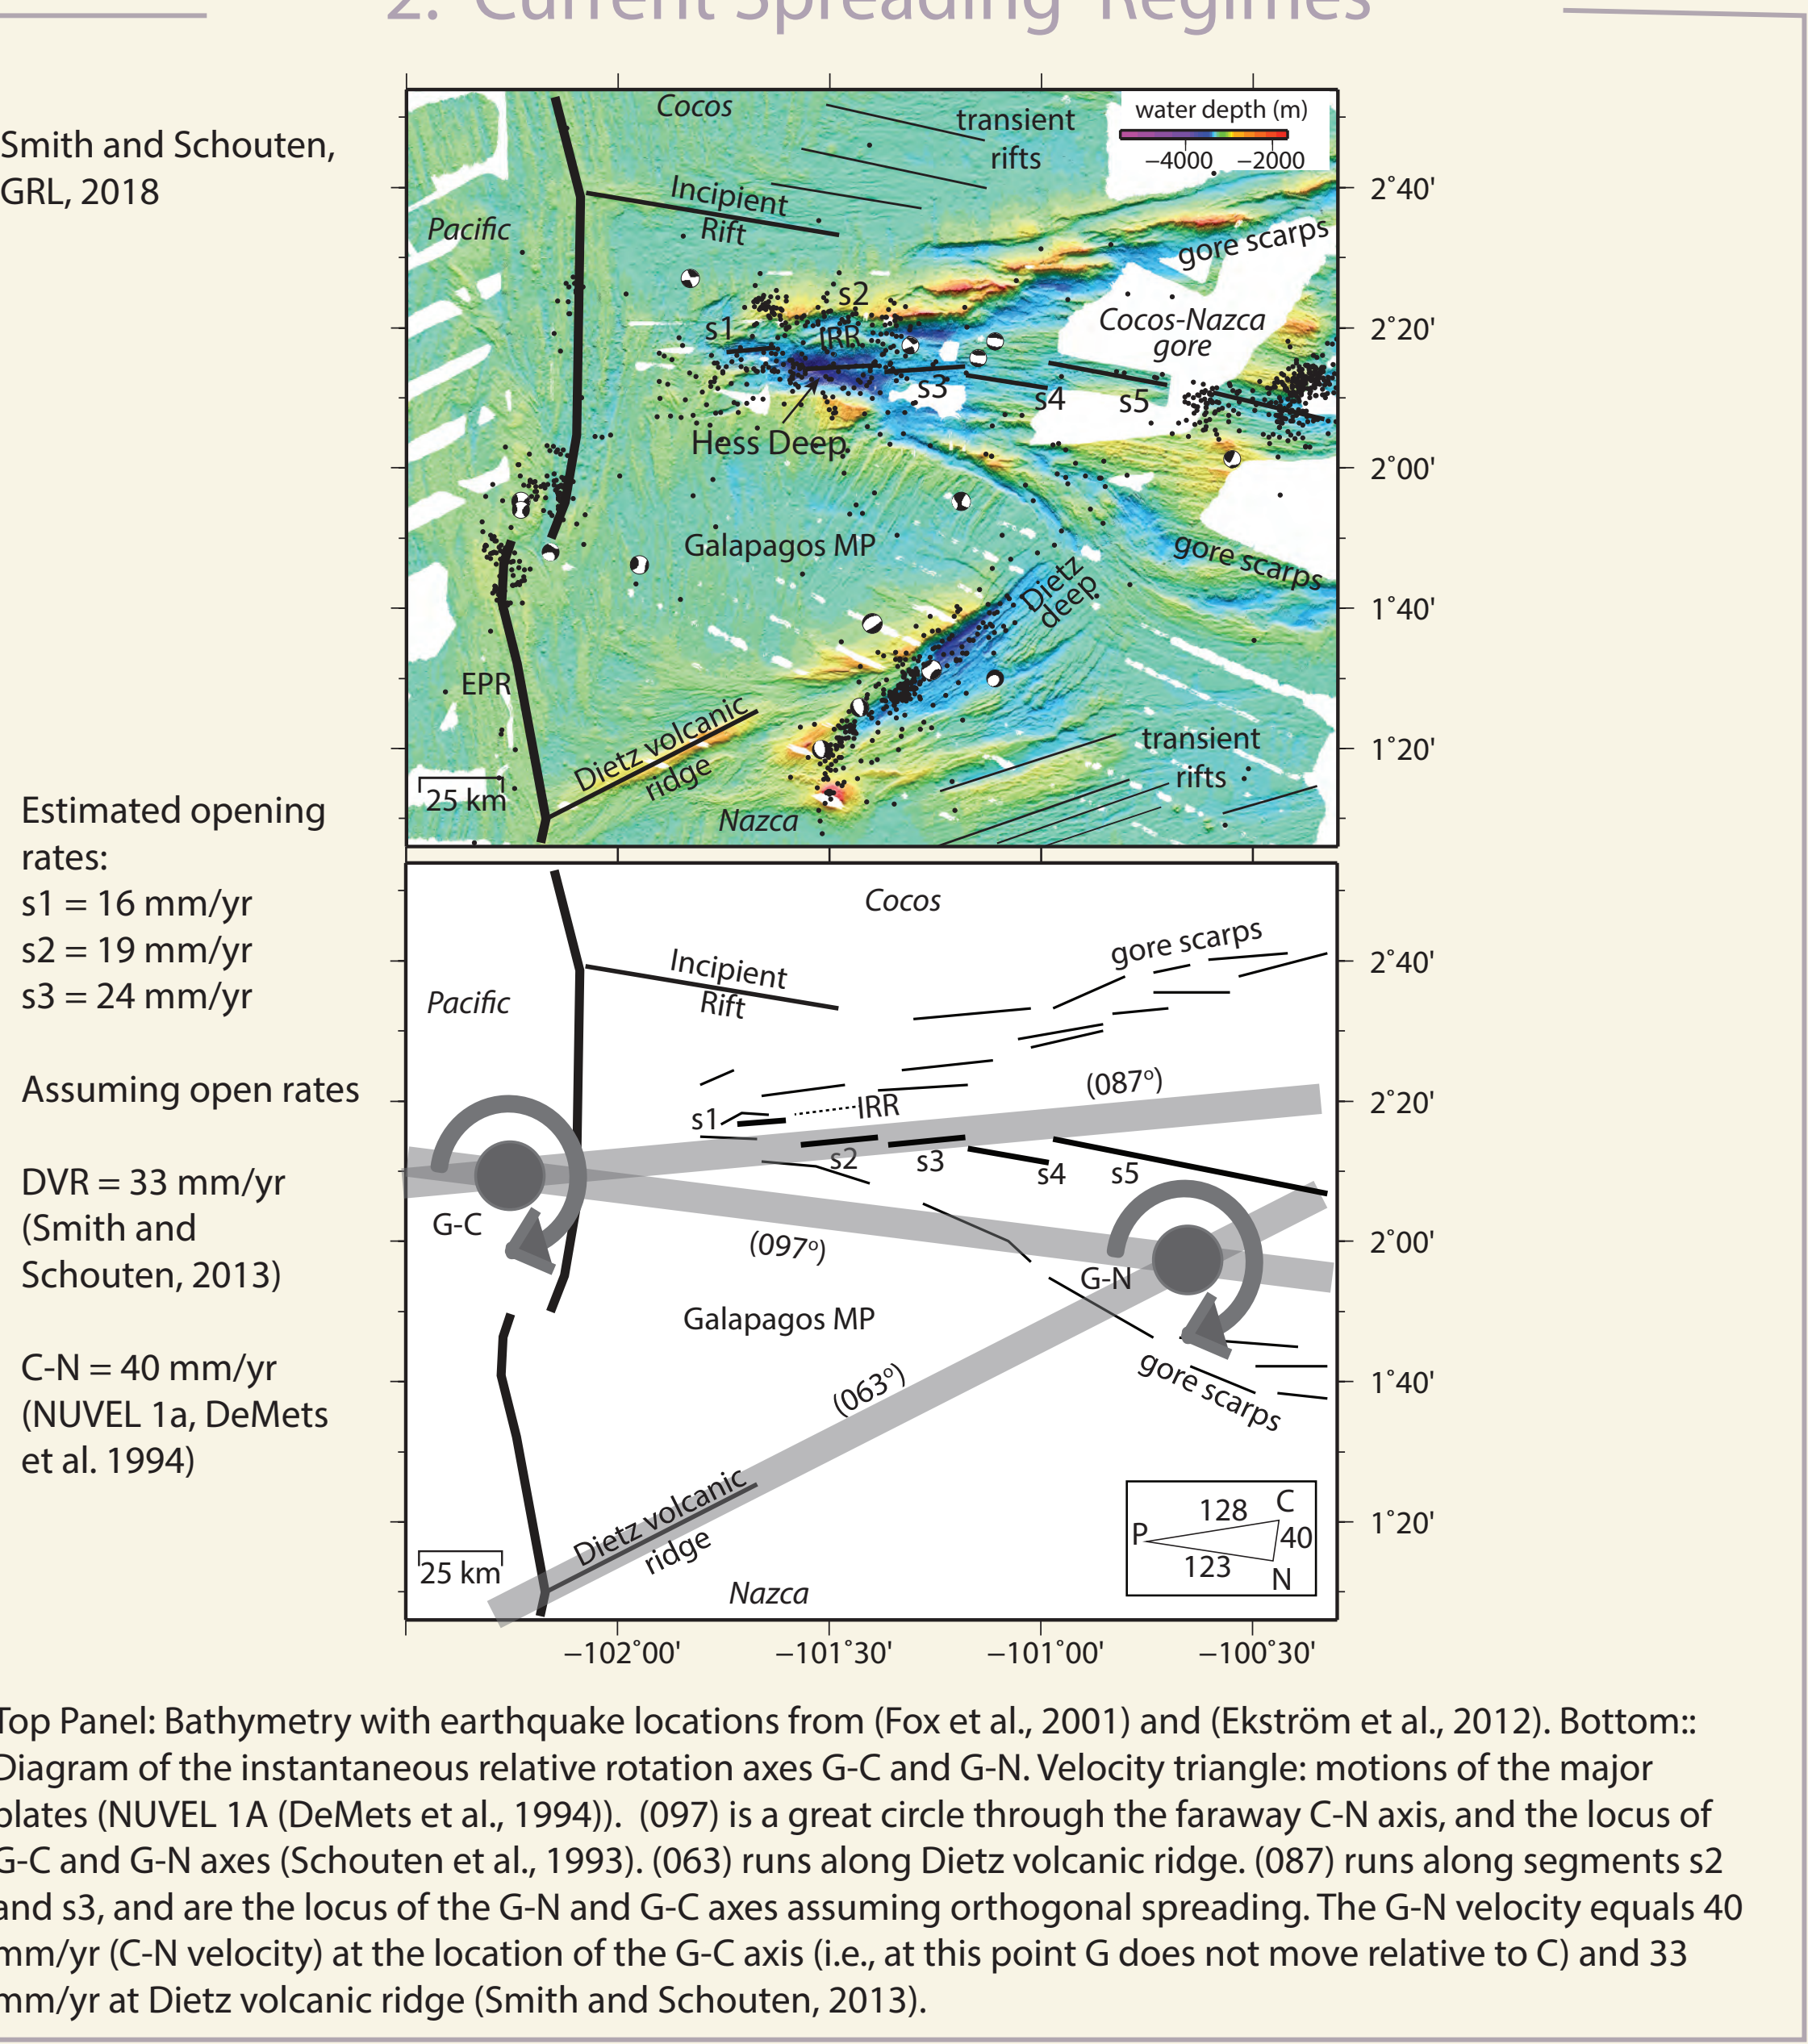 2. Current Spreading Regimes
Smith and Schouten,
GRL, 2018
Cocos
transient
rifts
water depth (m)
−4000 −2000
Incipient
Rift
Pacific
gore scarps
s2
s1
IRR
Cocos-Nazca
gore
s3
s4
s5
Hess Deep
Galapagos MP
gore scarps
Dietz
deep
EPR
Dietz volcanic
ridge
transient
rifts
25 km
Nazca
2˚40'
2˚20'
2˚00'
1˚40'
1˚20'
Estimated opening
rates:
s1 = 16 mm/yr
s2 = 19 mm/yr
s3 = 24 mm/yr
Assuming open rates
DVR = 33 mm/yr
(Smith and
Schouten, 2013)
C-N = 40 mm/yr
(NUVEL 1a, DeMets
et al. 1994)
Cocos
gore scarps
Incipient
Rift
Pacific
(087º)
s1
IRR
s2
s3
s4
s5
G-C
(097º)
G-N
Galapagos MP
(063º)
gore scarps
Dietz volcanic
ridge
25 km
Nazca
128 C
P 40
123 N
2˚40'
2˚20'
2˚00'
1˚40'
1˚20'
−102˚00' −101˚30' −101˚00' −100˚30'
Top Panel: Bathymetry with earthquake locations from (Fox et al., 2001) and (Ekström et al., 2012). Bottom::
Diagram of the instantaneous relative rotation axes G-C and G-N. Velocity triangle: motions of the major
plates (NUVEL 1A (DeMets et al., 1994)). (097) is a great circle through the faraway C-N axis, and the locus of
G-C and G-N axes (Schouten et al., 1993). (063) runs along Dietz volcanic ridge. (087) runs along segments s2
and s3, and are the locus of the G-N and G-C axes assuming orthogonal spreading. The G-N velocity equals 40
mm/yr (C-N velocity) at the location of the G-C axis (i.e., at this point G does not move relative to C) and 33
mm/yr at Dietz volcanic ridge (Smith and Schouten, 2013).